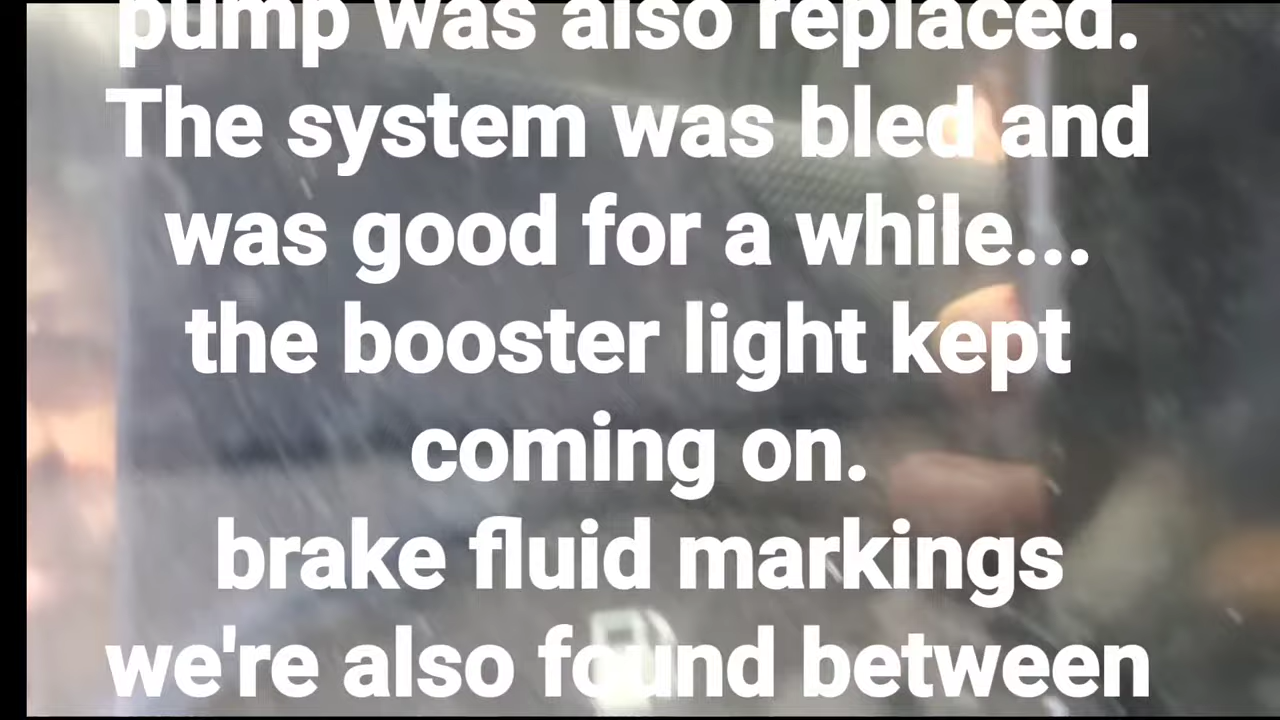 pump was also replaced.
The system was bled and
was good for a while...
the booster light kept
coming on.
brake fluid markings
we're also found between